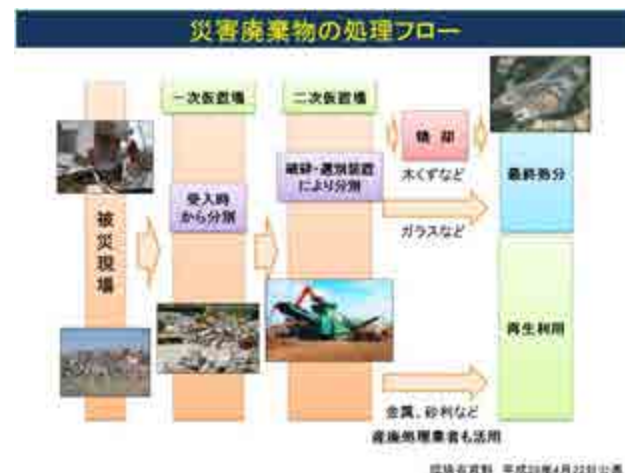 災害廃棄物の処理フロー
一次仮置場
二次仮置場
焼却
木くずなど
破砕・選別装置
により分別
最終処分
受入時
から分別
ガラスなど
被災現場
再生利用
金属、砂利など
産廃処理業者も活用